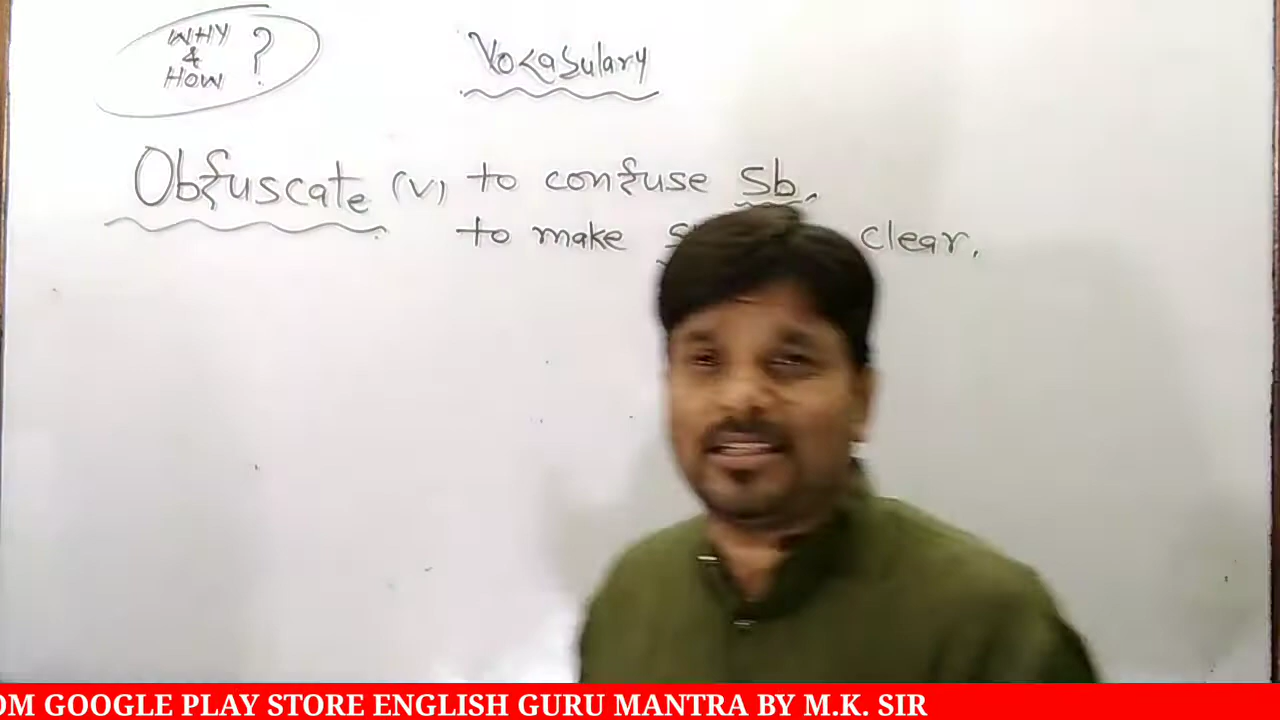 WHY
&
HOW ?
Vocabulary
Obfuscate (v) to confuse Sb.
to make clear.
OM GOOGLE PLAY STORE ENGLISH GURU MANTRA BY M.K. SIR